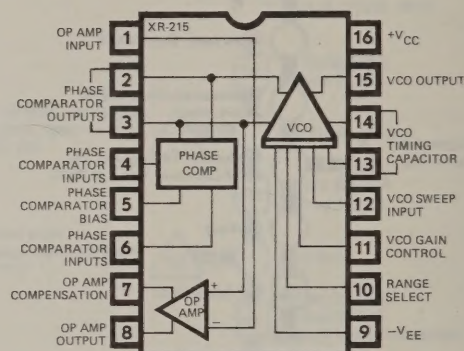 XR-215
OP AMP
INPUT
1
2
PHASE
COMPARATOR
OUTPUTS
3
PHASE
COMPARATOR
INPUTS
4
PHASE
COMPARATOR
BIAS
5
PHASE
COMPARATOR
INPUTS
6
OP AMP
COMPENSATION
7
OP AMP
OUTPUT
8
PHASE
COMP
VCO
OP
AMP
+
−
16
+VCC
15
VCO OUTPUT
14
VCO
TIMING
CAPACITOR
13
12
VCO SWEEP
INPUT
11
VCO GAIN
CONTROL
10
RANGE
SELECT
9
−VEE